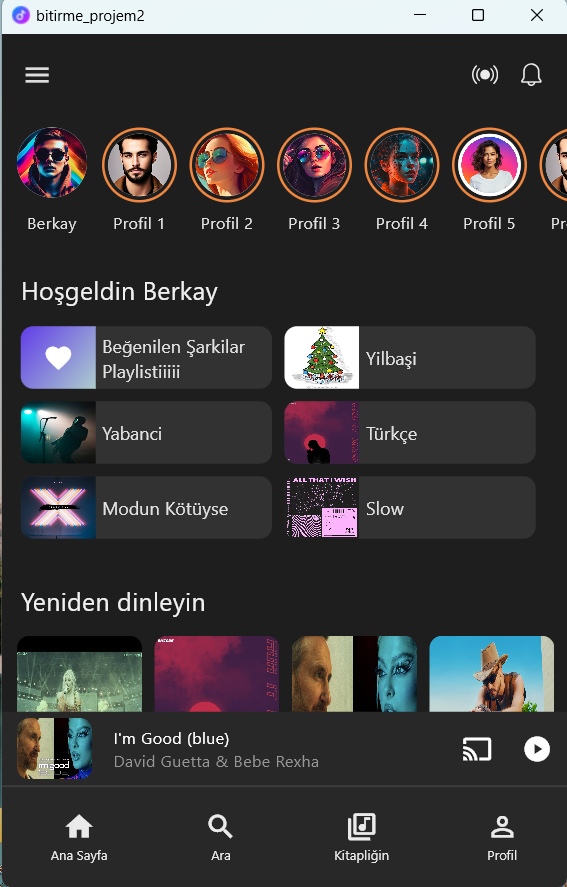 bitirme_projem2
Berkay
Profil 1
Profil 2
Profil 3
Profil 4
Profil 5
Hoşgeldin Berkay
Beğenilen Şarkilar
Playlistiiiii
Yilbaşi
Yabanci
Türkçe
Modun Kötüyse
ALL THAT I WISH
Slow
Yeniden dinleyin
I'm Good (blue)
David Guetta & Bebe Rexha
Ana Sayfa
Ara
Kitapliğin
Profil